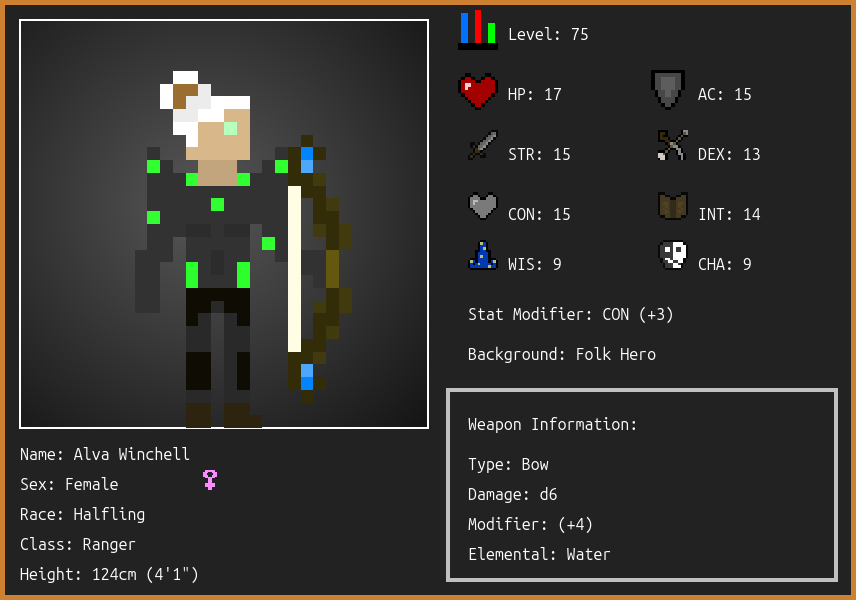 Level: 75
HP: 17
AC: 15
STR: 15
DEX: 13
CON: 15
INT: 14
WIS: 9
CHA: 9
Stat Modifier: CON (+3)
Background: Folk Hero
Weapon Information:
Type: Bow
Damage: d6
Modifier: (+4)
Elemental: Water
Name: Alva Winchell
Sex: Female
Race: Halfling
Class: Ranger
Height: 124cm (4'1")